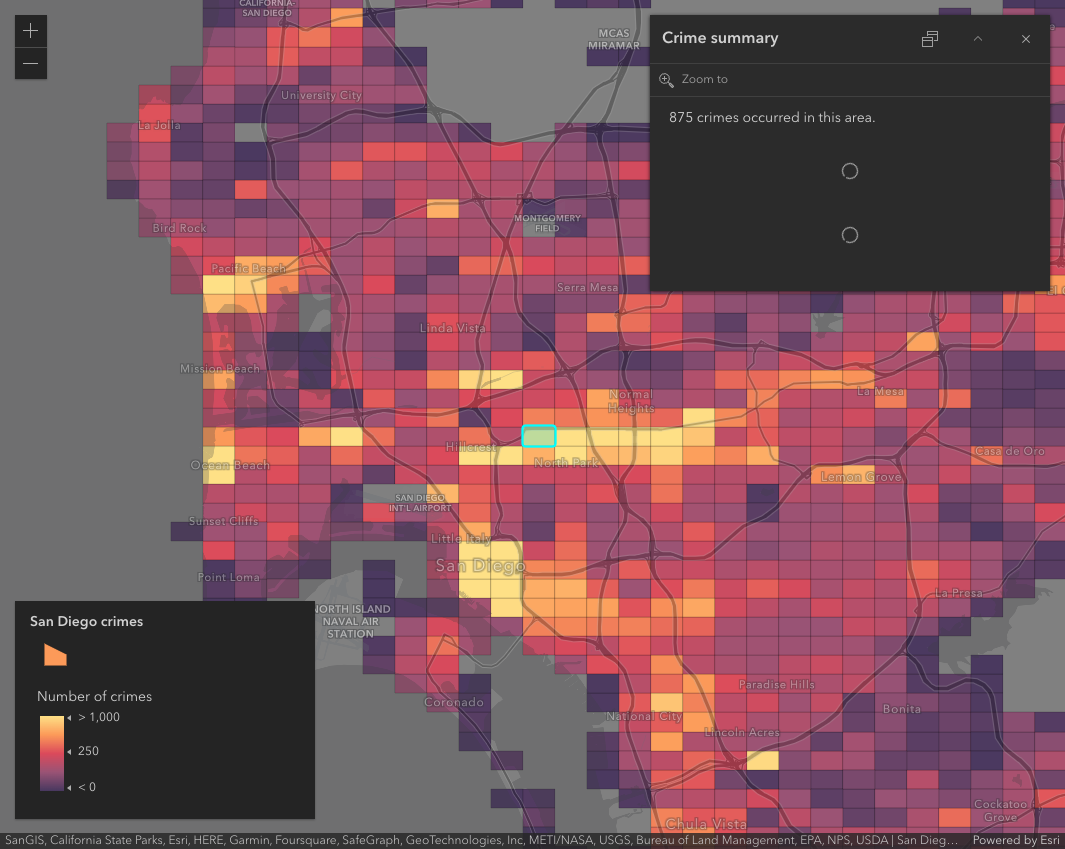 CALIFORNIA-
SAN DIEGO
MCAS
MIRAMAR
Crime summary
Zoom to
875 crimes occurred in this area.
University City
La Jolla
Bird Rock
MONTGOMERY
FIELD
Pacific Beach
Serra Mesa
Linda Vista
Mission Beach
Normal
Heights
La Mesa
Hillcrest
North Park
Ocean Beach
Casa de Oro
Lemon Grove
SAN DIEGO
INT'L AIRPORT
Sunset Cliffs
Little Italy
San Diego
Point Loma
La Presa
NORTH ISLAND
NAVAL AIR
STATION
San Diego crimes
Number of crimes
> 1,000
250
< 0
Coronado
Paradise Hills
National City
Bonita
Lincoln Acres
Cockatoo
Grove
Chula Vista
SanGIS, California State Parks, Esri, HERE, Garmin, Foursquare, SafeGraph, GeoTechnologies, Inc, METI/NASA, USGS, Bureau of Land Management, EPA, NPS, USDA | San Dieg... Powered by Esri